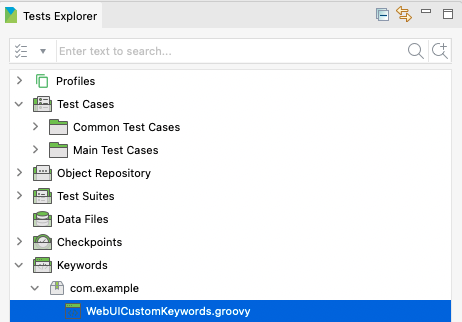 Tests Explorer
Enter text to search...
Profiles
Test Cases
Common Test Cases
Main Test Cases
Object Repository
Test Suites
Data Files
Checkpoints
Keywords
com.example
WebUICustomKeywords.groovy